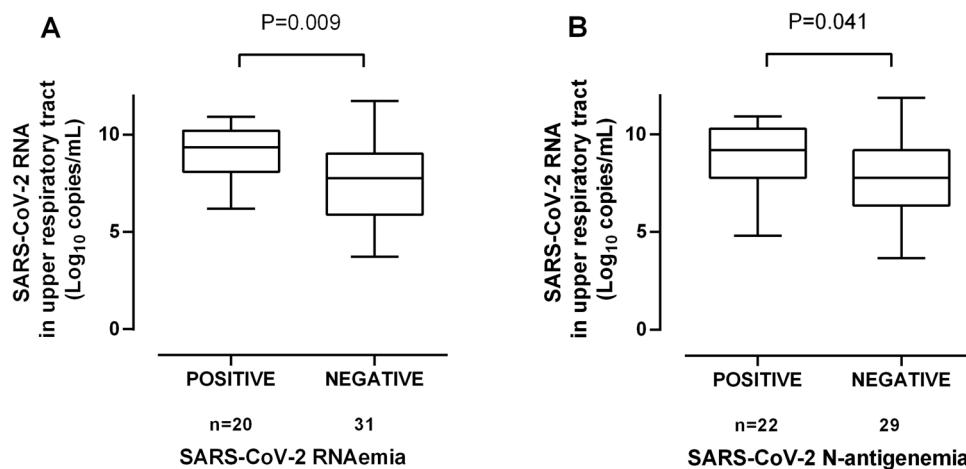 A
P=0.009
SARS-CoV-2 RNA
in upper respiratory tract
(Log10 copies/mL)
10
5
0
POSITIVE NEGATIVE
n=20 31
SARS-CoV-2 RNAemia
B
P=0.041
SARS-CoV-2 RNA
in upper respiratory tract
(Log10 copies/mL)
10
5
0
POSITIVE NEGATIVE
n=22 29
SARS-CoV-2 N-antigenemia